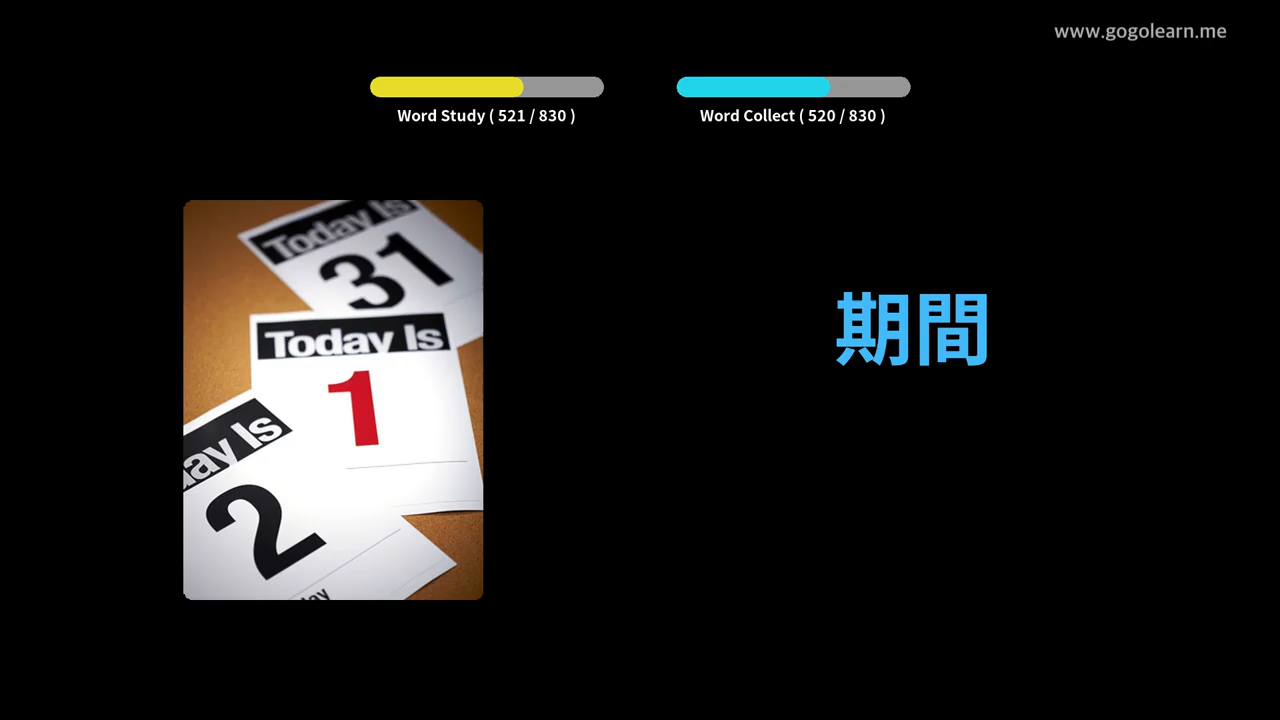 www.gogolearn.me
Word Study ( 521 / 830 )
Word Collect ( 520 / 830 )
Today Is
31
Today Is
1
ay Is
2
ay
期間